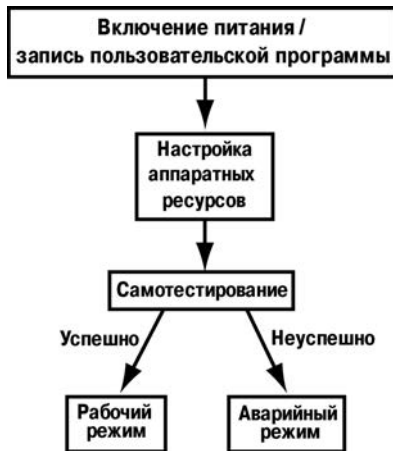 Включение питания /
запись пользовательской программы
Настройка
аппаратных
ресурсов
Самотестирование
Успешно
Неуспешно
Рабочий
режим
Аварийный
режим